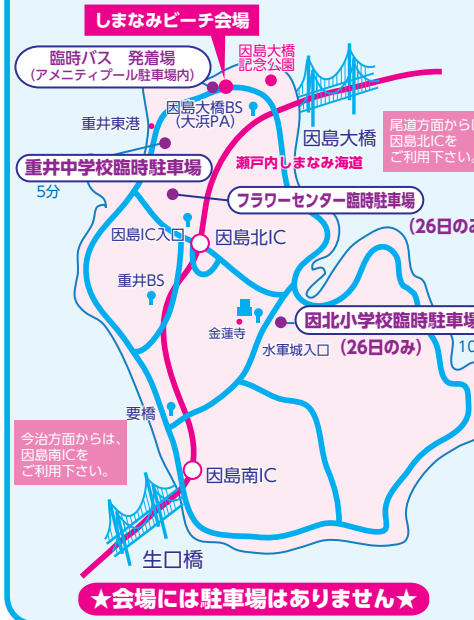 しまなみビーチ会場
臨時バス 発着場
(アメニティプール駐車場内)
因島大橋
記念公園
因島大橋BS
(大浜PA)
重井東港
因島大橋
尾道方面からは
因島北ICを
ご利用下さい。
瀬戸内しまなみ海道
重井中学校臨時駐車場
5分
フラワーセンター臨時駐車場
(26日のみ
因島IC入口
因島北IC
重井BS
金蓮寺
水軍城入口
因北小学校臨時駐車場
(26日のみ)
10
要橋
今治方面からは、
因島南ICを
ご利用下さい。
因島南IC
生口橋
★会場には駐車場はありません★